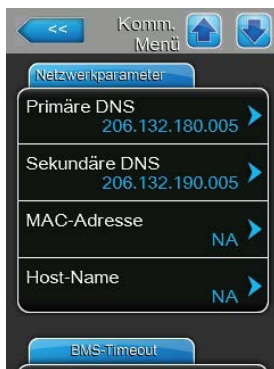 <<
Komm.
Menü
Netzwerkparameter
Primäre DNS
206.132.180.005
Sekundäre DNS
206.132.190.005
MAC-Adresse
NA
Host-Name
NA
BMS-Timeout